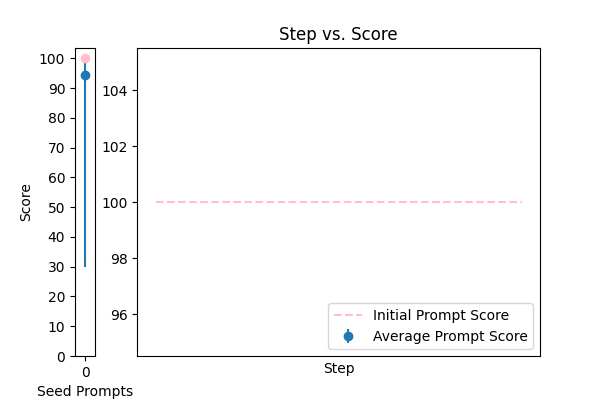 Step vs. Score
Score
100
90
80
70
60
50
40
30
20
10
0
0
Seed Prompts
104
102
100
98
96
Step
Initial Prompt Score
Average Prompt Score